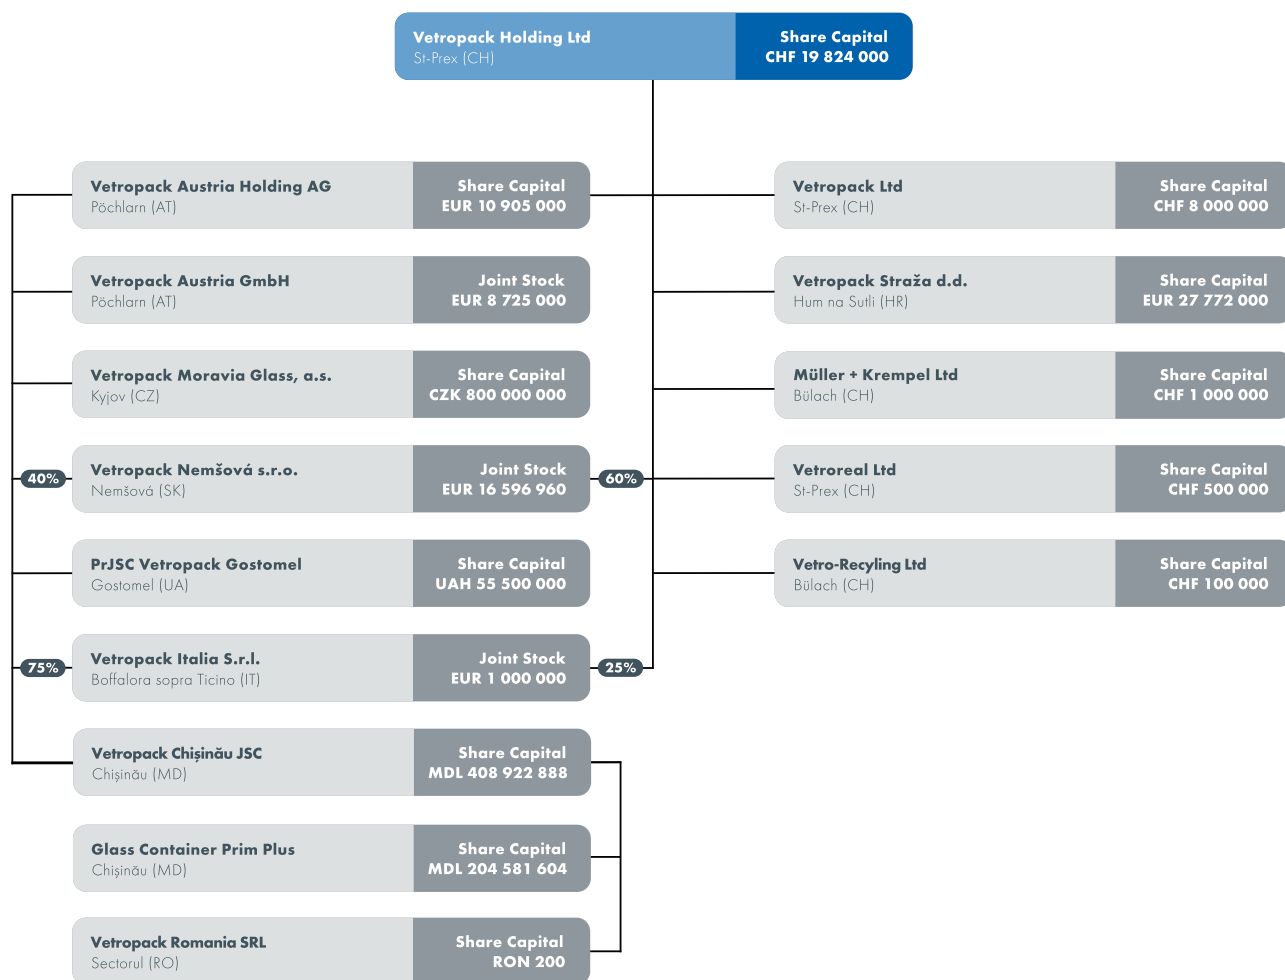 Vetropack Holding Ltd
St-Prex (CH)
Share Capital
CHF 19 824 000
Vetropack Austria Holding AG
Pöchlarn (AT)
Share Capital
EUR 10 905 000
Vetropack Ltd
St-Prex (CH)
Share Capital
CHF 8 000 000
Vetropack Austria GmbH
Pöchlarn (AT)
Joint Stock
EUR 8 725 000
Vetropack Straža d.d.
Hum na Sutli (HR)
Share Capital
EUR 27 772 000
Vetropack Moravia Glass, a.s.
Kyjov (CZ)
Share Capital
CZK 800 000 000
Müller + Krempel Ltd
Bülach (CH)
Share Capital
CHF 1 000 000
40%
Vetropack Nemšová s.r.o.
Nemšová (SK)
Joint Stock
EUR 16 596 960
60%
Vetroreal Ltd
St-Prex (CH)
Share Capital
CHF 500 000
PrJSC Vetropack Gostomel
Gostomel (UA)
Share Capital
UAH 55 500 000
Vetro-Recyling Ltd
Bülach (CH)
Share Capital
CHF 100 000
75%
Vetropack Italia S.r.l.
Boffalora sopra Ticino (IT)
Joint Stock
EUR 1 000 000
25%
Vetropack Chișinău JSC
Chișinău (MD)
Share Capital
MDL 408 922 888
Glass Container Prim Plus
Chișinău (MD)
Share Capital
MDL 204 581 604
Vetropack Romania SRL
Sectorul (RO)
Share Capital
RON 200